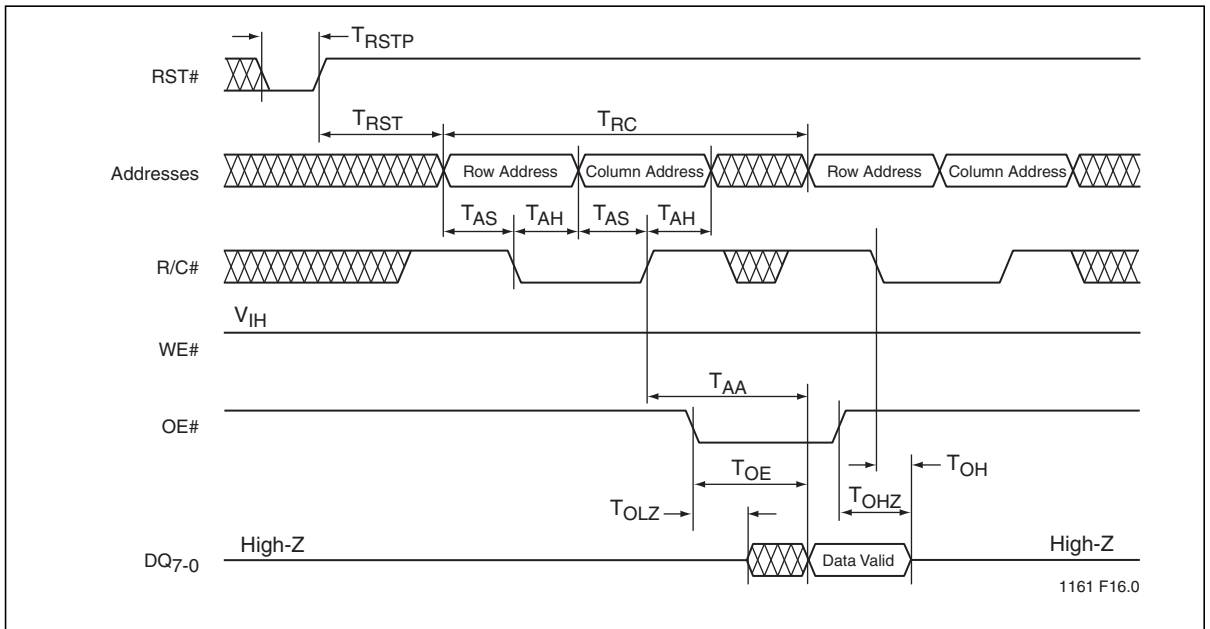 TRSTP
RST#
TRST
TRC
Addresses
Row Address
Column Address
Row Address
Column Address
TAS
TAH
TAS
TAH
R/C#
VIH
WE#
TAA
OE#
TOE
TOH
TOLZ
TOHZ
High-Z
High-Z
DQ7-0
Data Valid
1161 F16.0